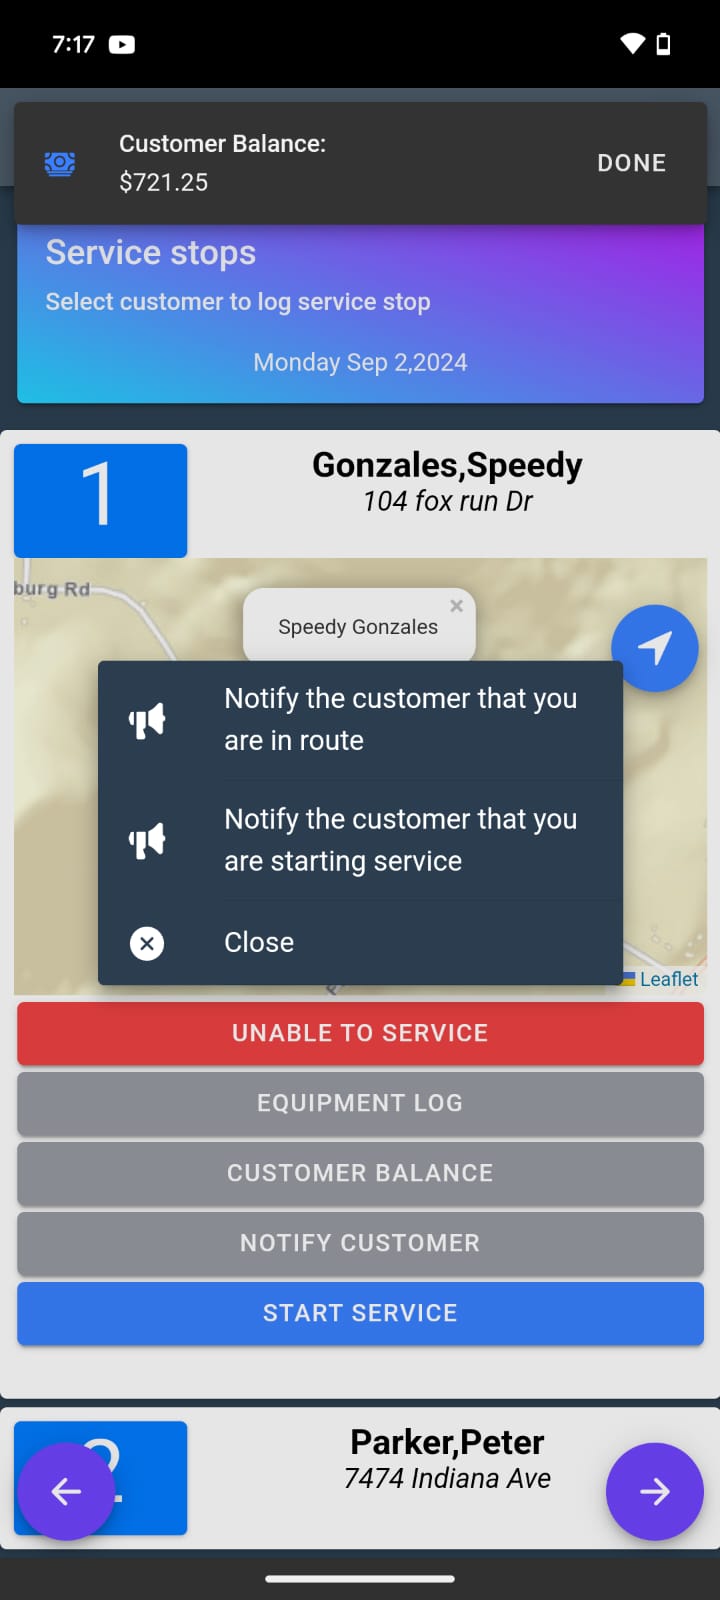 7:17
Customer Balance:
$721.25
DONE
Service stops
Select customer to log service stop
Monday Sep 2,2024
1
Gonzales,Speedy
104 fox run Dr
burg Rd
×
Speedy Gonzales
Notify the customer that you
are in route
Notify the customer that you
are starting service
Close
Leaflet
UNABLE TO SERVICE
EQUIPMENT LOG
CUSTOMER BALANCE
NOTIFY CUSTOMER
START SERVICE
2
Parker,Peter
7474 Indiana Ave